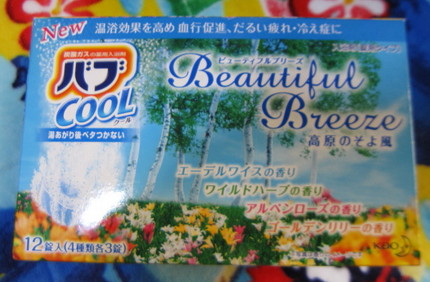 New
温浴効果を高め 血行促進、だるい疲れ・冷え症に
炭酸ガスの薬用入浴剤
バブ
COOL
クール
湯あがり後ベタつかない
ビューティフルブリーズ
Beautiful
Breeze
高原のそよ風
エーデルワイスの香り
ワイルドハーブの香り
アルペンローズの香り
ゴールデンリリーの香り
12錠入(4種類各3錠)
KAO